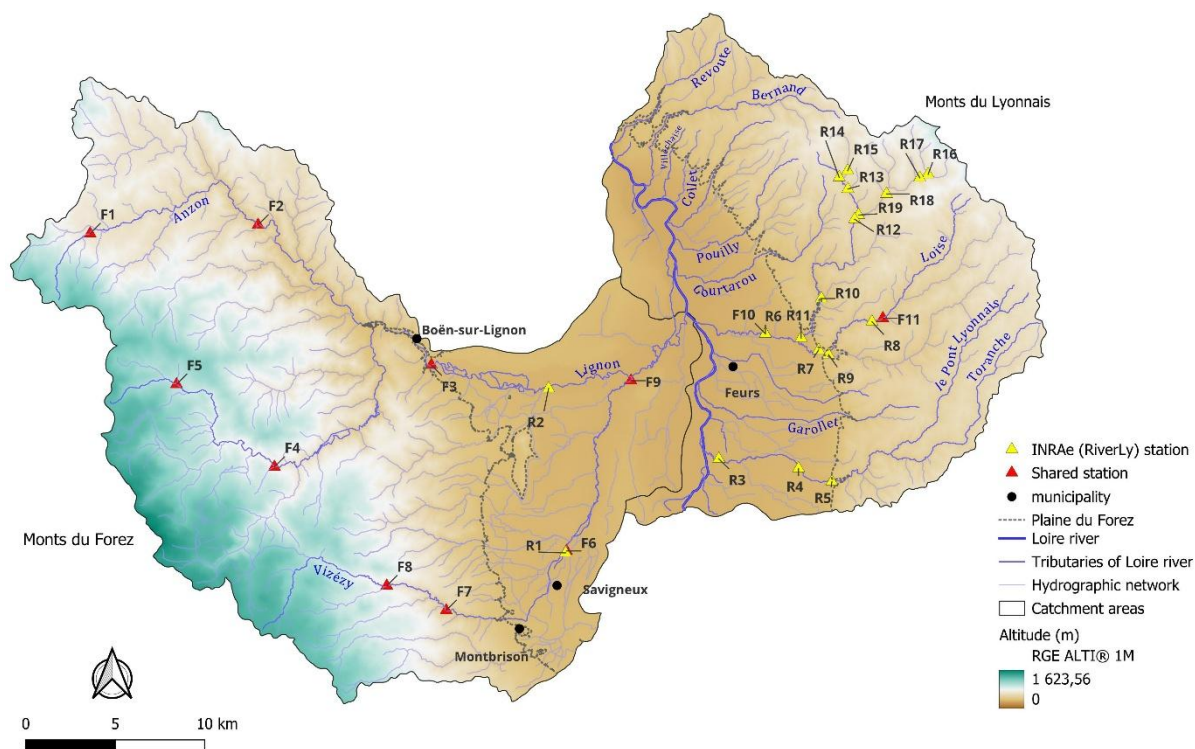 Revoute
Bernand
Monts du Lyonnais
R14
R15
R17
R16
Villechaise
R13
Collet
R18
F1
Anzon
F2
R19
R12
Pouilly
Loise
Gourtarou
R10
Boën-sur-Lignon
F10
R6
R11
F11
le Pont Lyonnais
Toranche
F5
Lignon
F3
F9
R7
R9
R8
Feurs
R2
Garollet
F4
R3
R4
R5
INRAe (RiverLy) station
Shared station
municipality
Plaine du Forez
Loire river
Tributaries of Loire river
Hydrographic network
Catchment areas
Altitude (m)
RGE ALTI® 1M
1 623,56
0
Monts du Forez
R1
F6
Vizézy
F8
Savigneux
F7
Montbrison
0 5 10 km